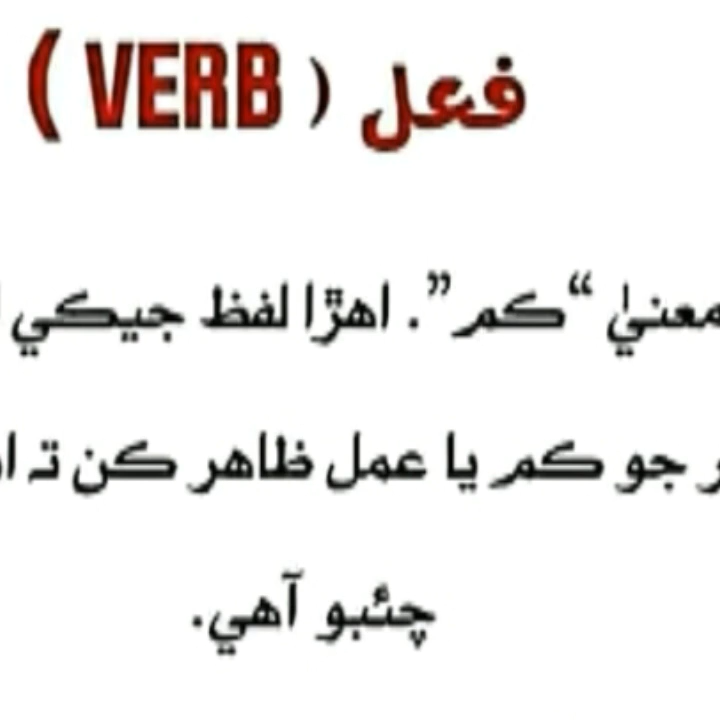 فعل ( VERB )
معنيٰ “ڪم”. اهڙا لفظ جيڪي
جو ڪم يا عمل ظاهر ڪن ته
چئبو آهي.